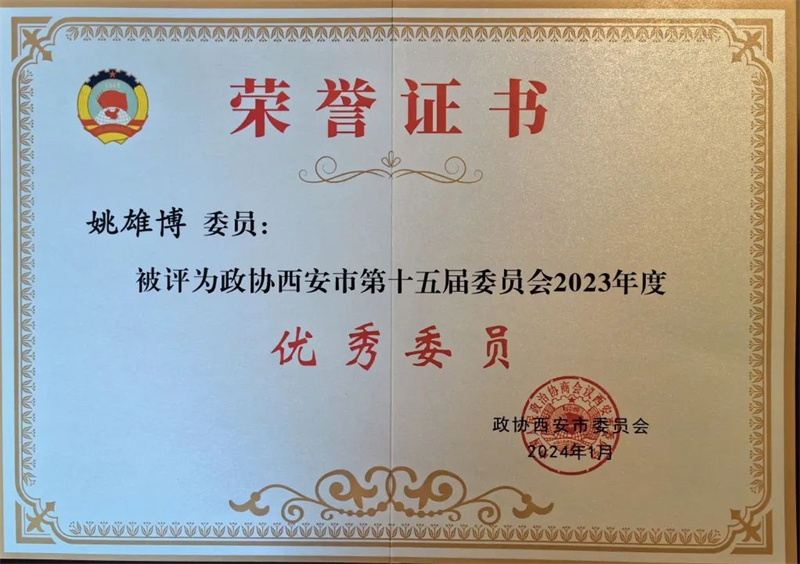 荣誉证书
姚雄博 委员：
被评为政协西安市第十五届委员会2023年度
优秀委员
政协西安市委员会
2024年1月